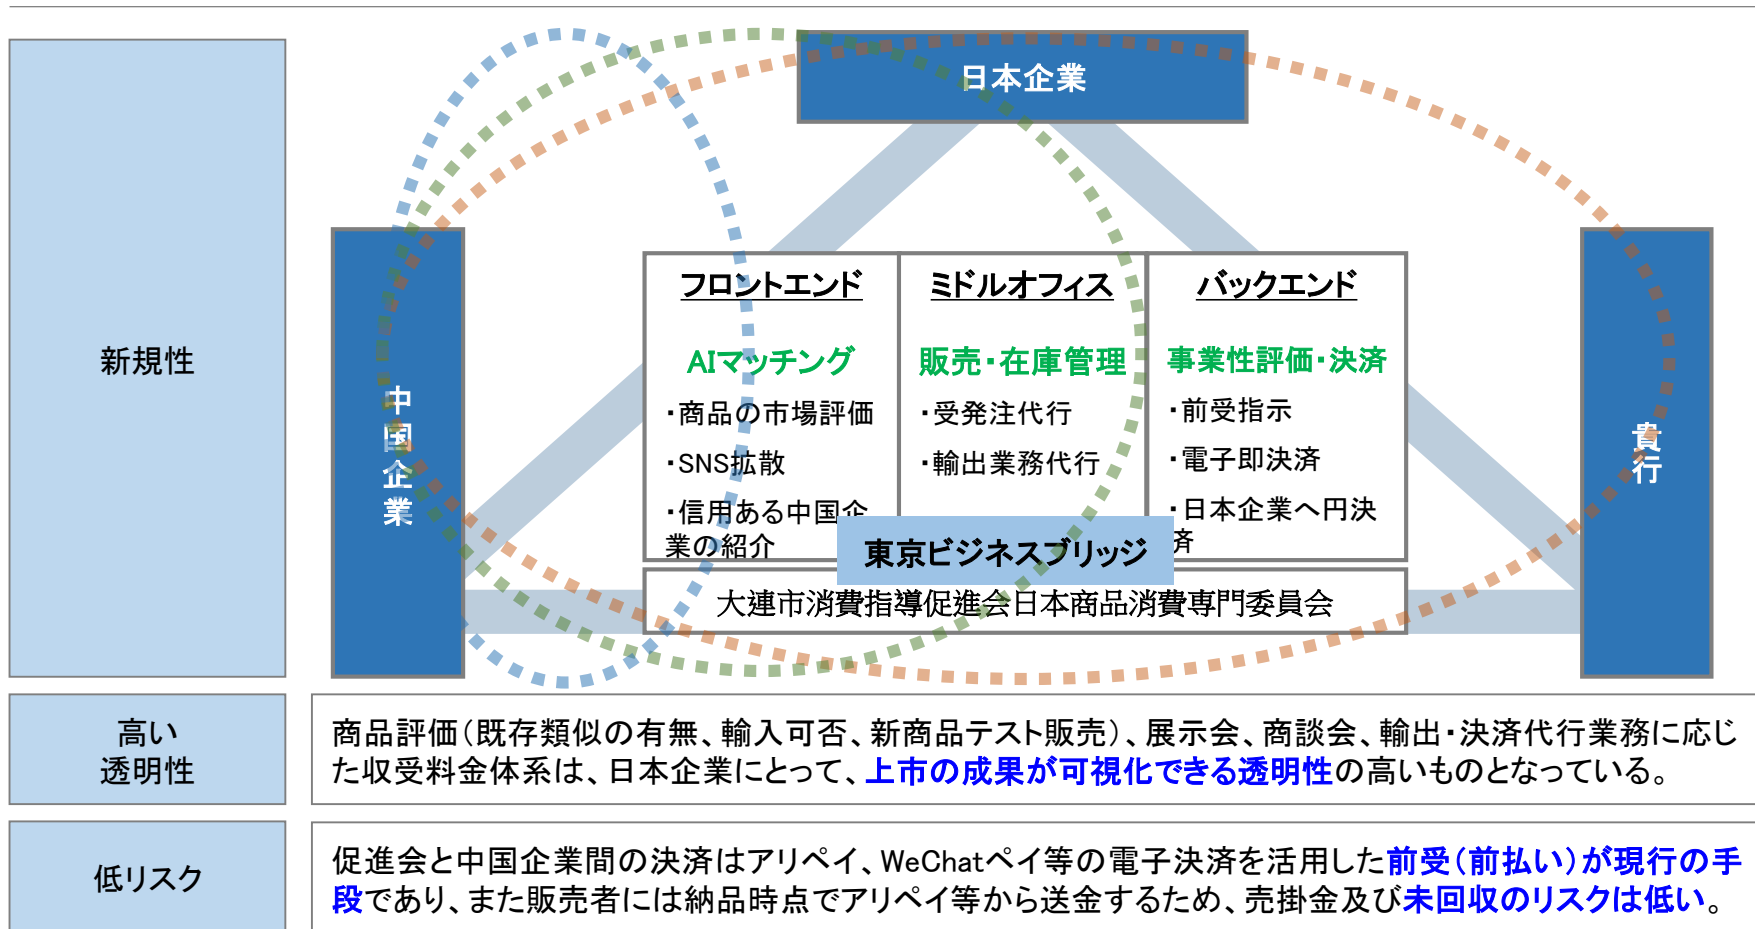 日本企業
新規性
中国企業
貴行
フロントエンド
AIマッチング
・商品の市場評価
・SNS拡散
・信用ある中国企
業の紹介
ミドルオフィス
販売・在庫管理
・受発注代行
・輸出業務代行
バックエンド
事業性評価・決済
・前受指示
・電子即決済
・日本企業へ円決
済
東京ビジネスブリッジ
大連市消費指導促進会日本商品消費専門委員会
高い
透明性
商品評価（既存類似の有無、輸入可否、新商品テスト販売）、展示会、商談会、輸出・決済代行業務に応じ
た収受料金体系は、日本企業にとって、上市の成果が可視化できる透明性の高いものとなっている。
低リスク
促進会と中国企業間の決済はアリペイ、WeChatペイ等の電子決済を活用した前受（前払い）が現行の手
段であり、また販売者には納品時点でアリペイ等から送金するため、売掛金及び未回収のリスクは低い。